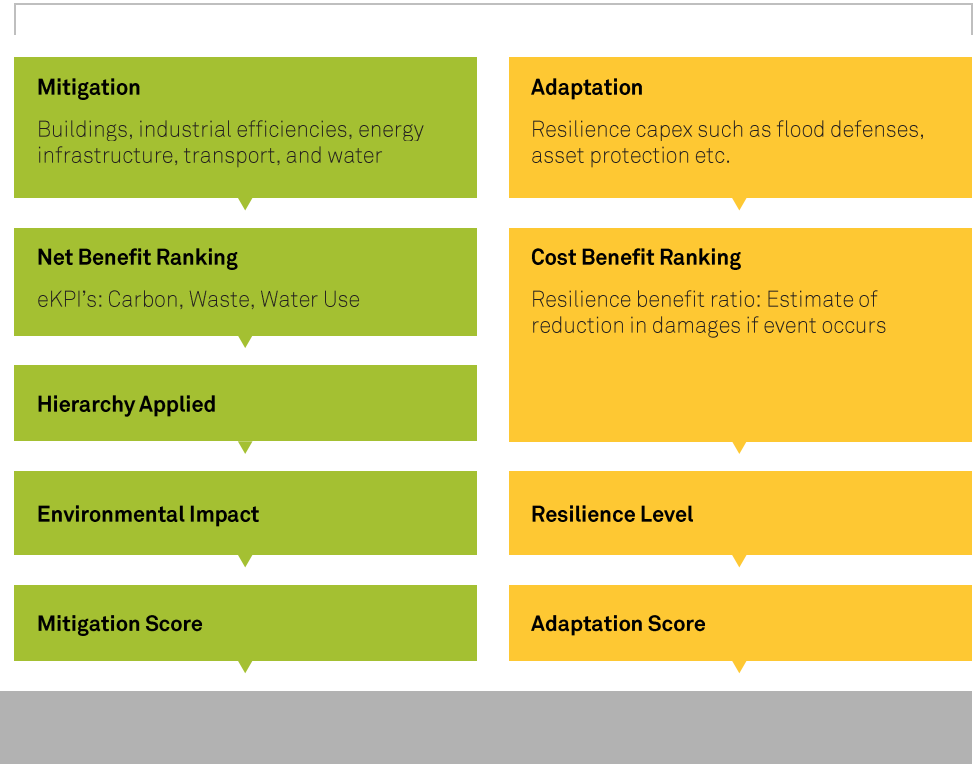 Mitigation
Buildings, industrial efficiencies, energy
infrastructure, transport, and water
Adaptation
Resilience capex such as flood defenses,
asset protection etc.
Net Benefit Ranking
eKPI's: Carbon, Waste, Water Use
Cost Benefit Ranking
Resilience benefit ratio: Estimate of
reduction in damages if event occurs
Hierarchy Applied
Environmental Impact
Resilience Level
Mitigation Score
Adaptation Score